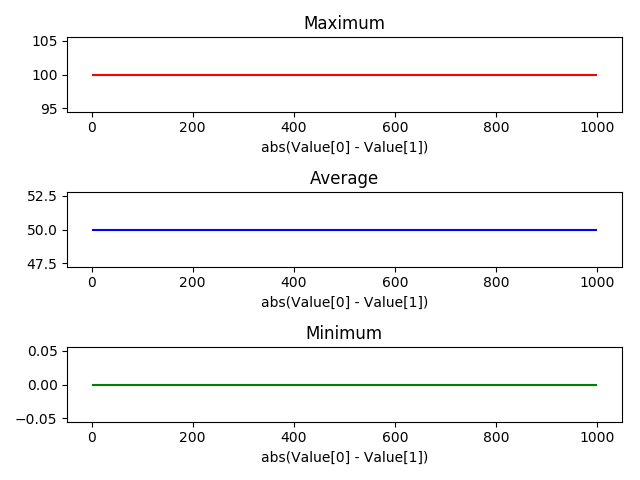 Maximum
105
100
95
0 200 400 600 800 1000
abs(Value[0] - Value[1])
Average
52.5
50.0
47.5
0 200 400 600 800 1000
abs(Value[0] - Value[1])
Minimum
0.05
0.00
−0.05
0 200 400 600 800 1000
abs(Value[0] - Value[1])